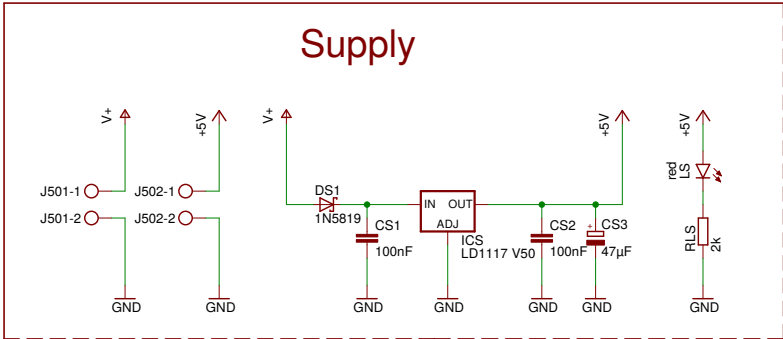 Supply
V+
+5V
V+
+5V
+5V
J501-1
J502-1
J501-2
J502-2
DS1
1N5819
IN OUT
ADJ
ICS
LD1117 V50
CS1
100nF
CS2
100nF
+
CS3
47µF
red
LS
RLS
2k
GND
GND
GND
GND
GND
GND
GND